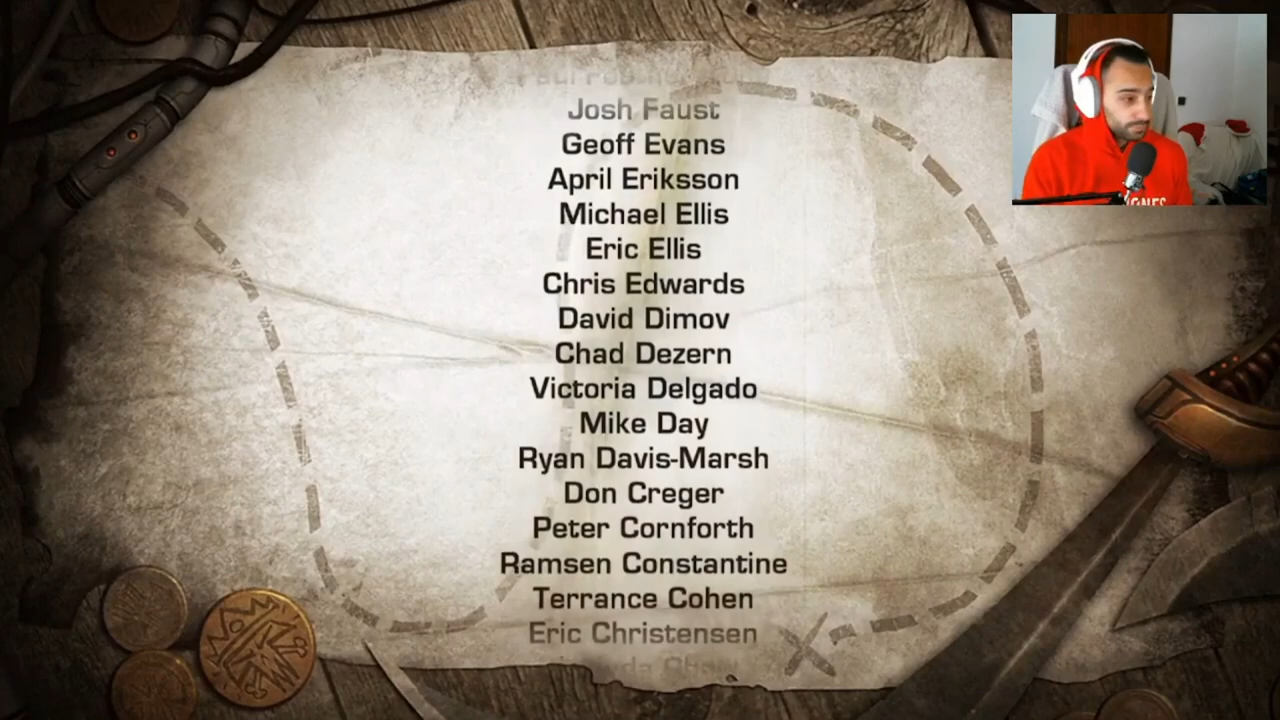 Josh Faust
Geoff Evans
April Eriksson
Michael Ellis
Eric Ellis
Chris Edwards
David Dimov
Chad Dezern
Victoria Delgado
Mike Day
Ryan Davis-Marsh
Don Creger
Peter Cornforth
Ramsen Constantine
Terrance Cohen
Eric Christensen